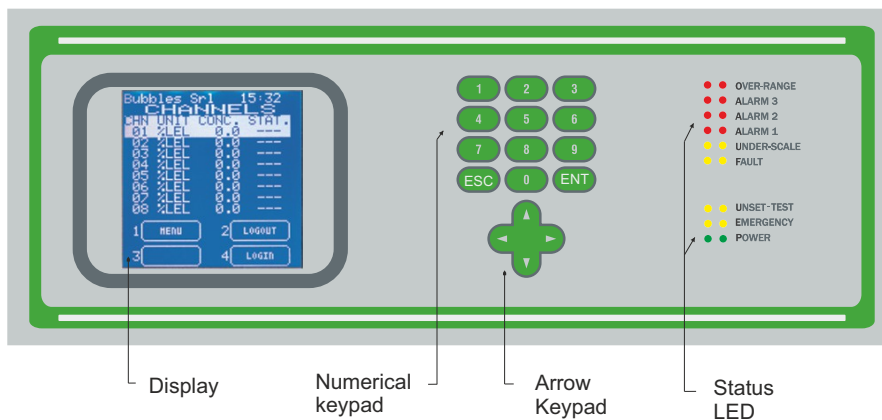 Bubbles Srl 15:32
CHANNELS
CHN UNIT CONC. STAT.
01 %LEL 0.0 ---
02 %LEL 0.0 ---
03 %LEL 0.0 ---
04 %LEL 0.0 ---
05 %LEL 0.0 ---
06 %LEL 0.0 ---
07 %LEL 0.0 ---
08 %LEL 0.0 ---
1 MENU 2 LOGOUT
3 4 LOGIN
1 2 3
4 5 6
7 8 9
ESC 0 ENT
OVER-RANGE
ALARM 3
ALARM 2
ALARM 1
UNDER-SCALE
FAULT
UNSET-TEST
EMERGENCY
POWER
Display
Numerical
keypad
Arrow
Keypad
Status
LED